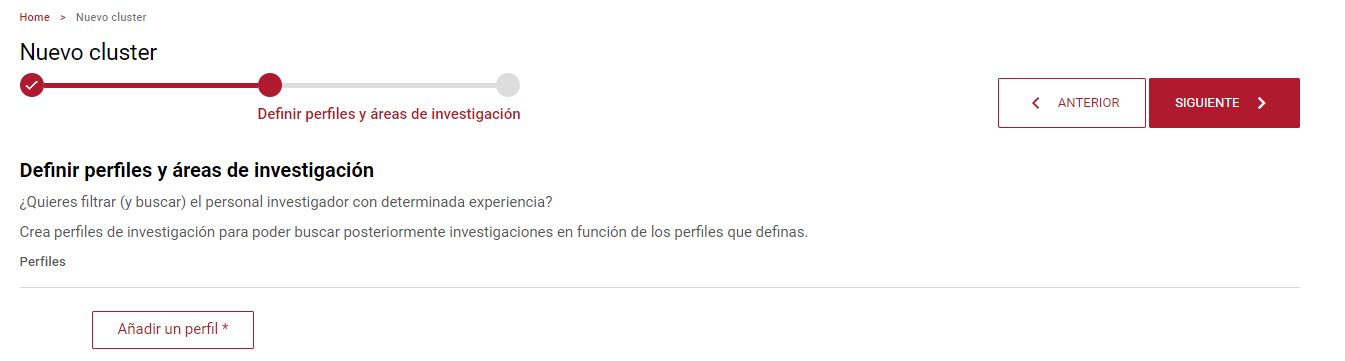 Home > Nuevo cluster
Nuevo cluster
Definir perfiles y áreas de investigación
ANTERIOR
SIGUIENTE
Definir perfiles y áreas de investigación
¿Quieres filtrar (y buscar) el personal investigador con determinada experiencia?
Crea perfiles de investigación para poder buscar posteriormente investigaciones en función de los perfiles que definas.
Perfiles
Añadir un perfil *